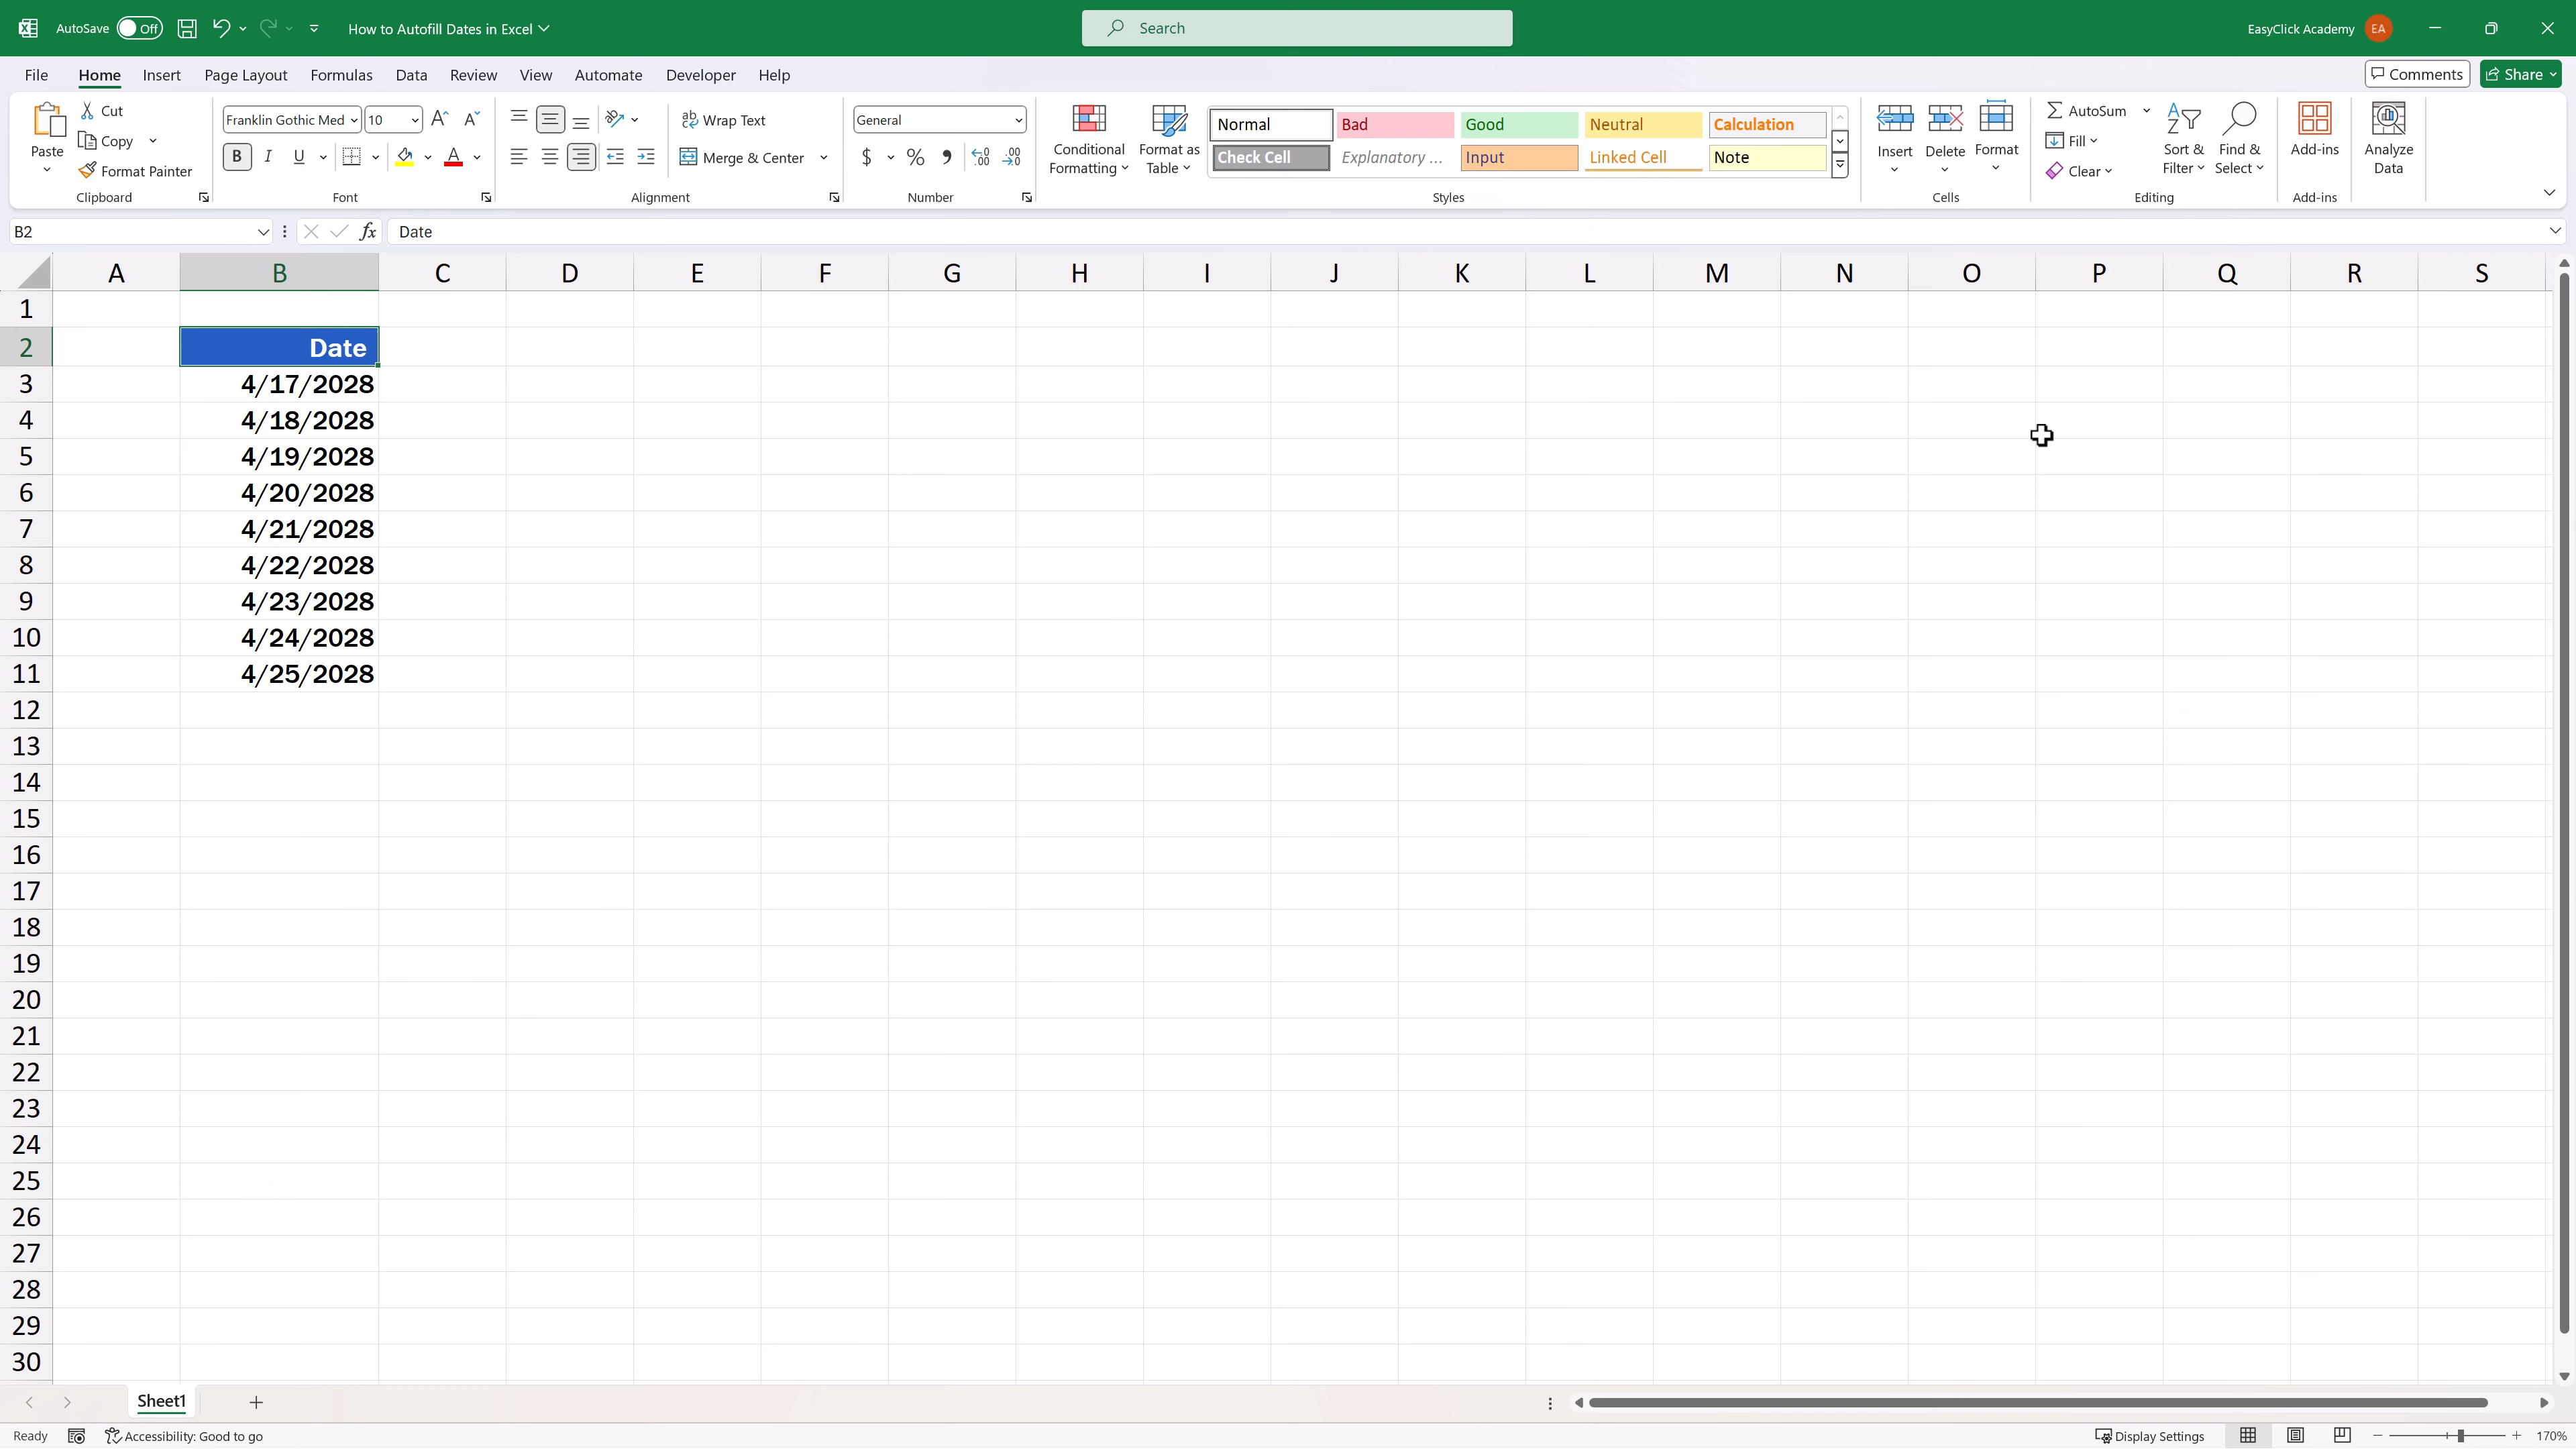 AutoSave Off How to Autofill Dates in Excel Search EasyClick Academy EA
File Home Insert Page Layout Formulas Data Review View Automate Developer Help Comments Share
Paste Cut Copy Format Painter Clipboard
Franklin Gothic Med 10 A A B I U A Font
ab Wrap Text Merge & Center Alignment
General $ % .00 Number
Conditional Formatting Format as Table
Normal Bad Good Neutral Calculation
Check Cell Explanatory ... Input Linked Cell Note
Styles
Insert Delete Format Cells
AutoSum Fill Clear Sort & Filter Find & Select Editing
Add-ins Add-ins
Analyze Data
B2 fx Date
A B C D E F G H I J K L M N O P Q R S
1
2 Date
3 4/17/2028
4 4/18/2028
5 4/19/2028
6 4/20/2028
7 4/21/2028
8 4/22/2028
9 4/23/2028
10 4/24/2028
11 4/25/2028
12
13
14
15
16
17
18
19
20
21
22
23
24
25
26
27
28
29
30
Sheet1
Ready Accessibility: Good to go Display Settings 170%